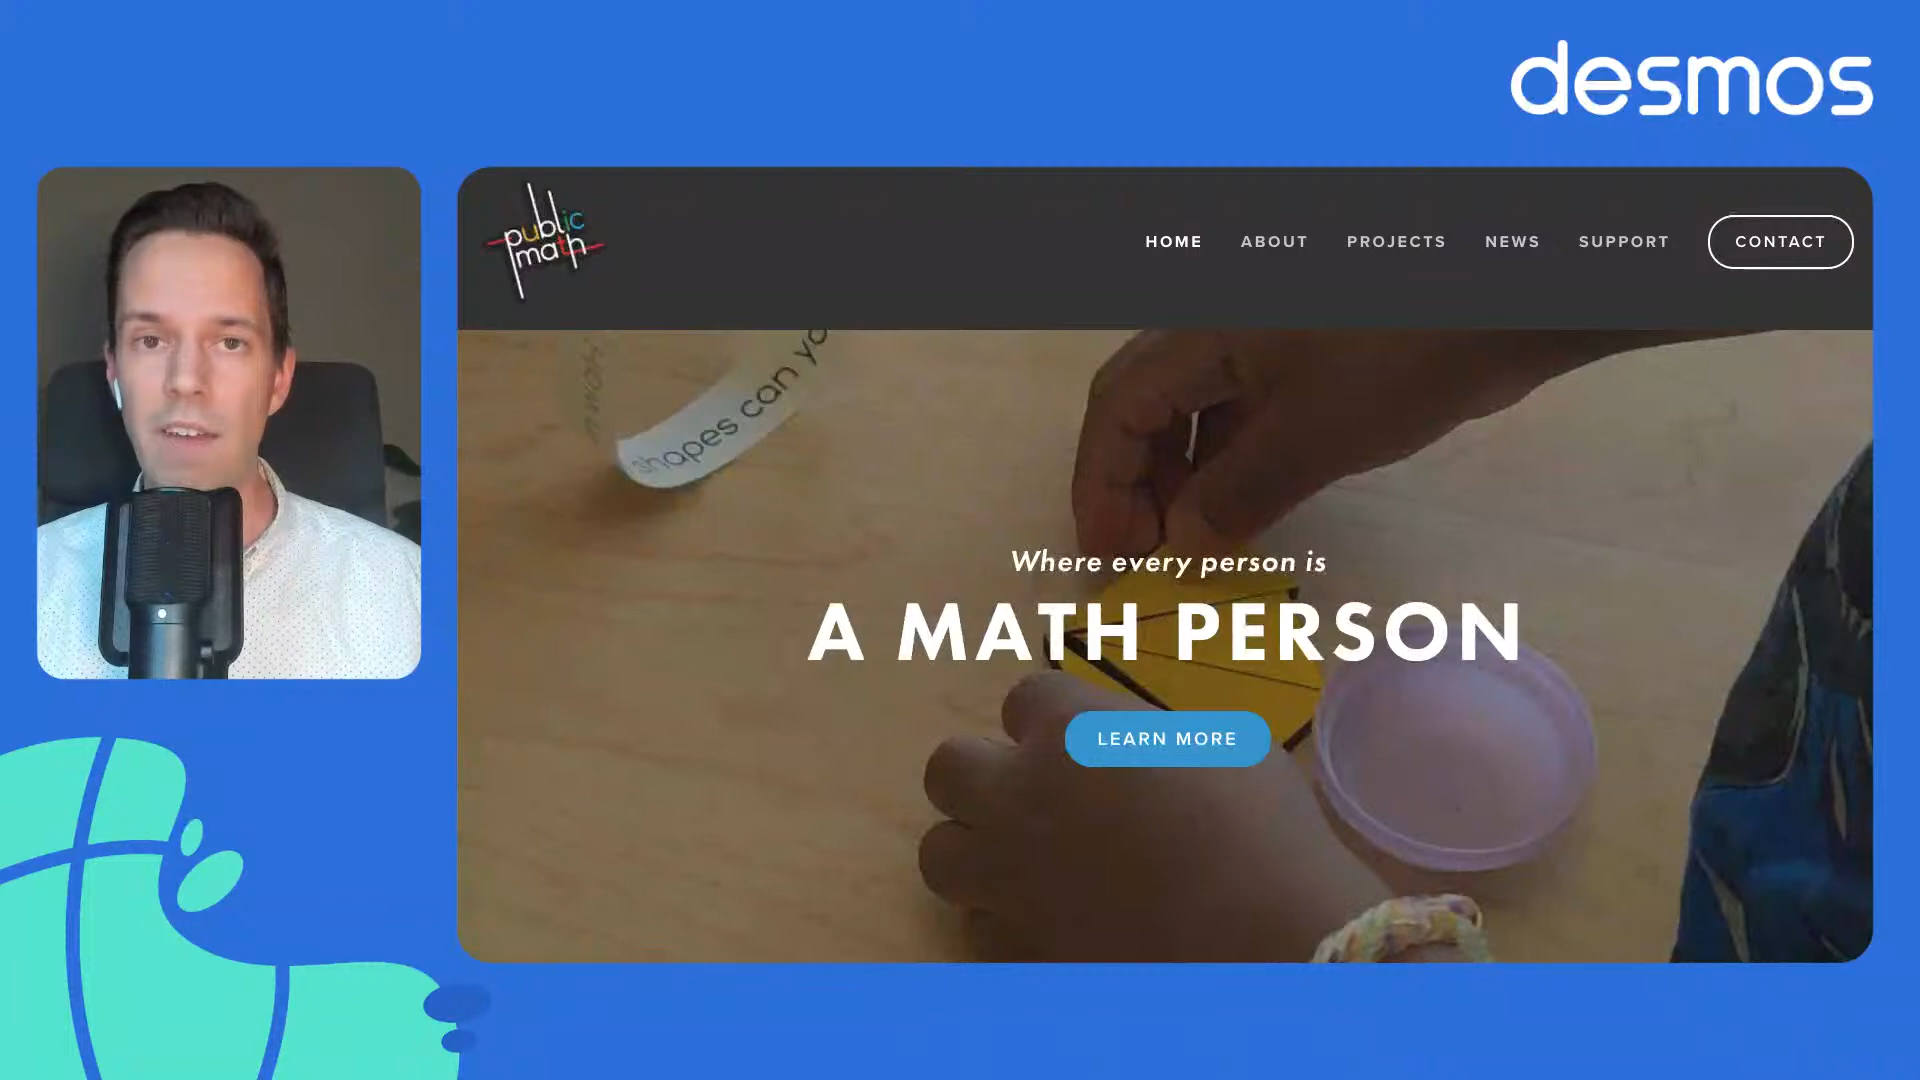 desmos
public
math
HOME ABOUT PROJECTS NEWS SUPPORT CONTACT
shapes can yo
Where every person is
A MATH PERSON
LEARN MORE